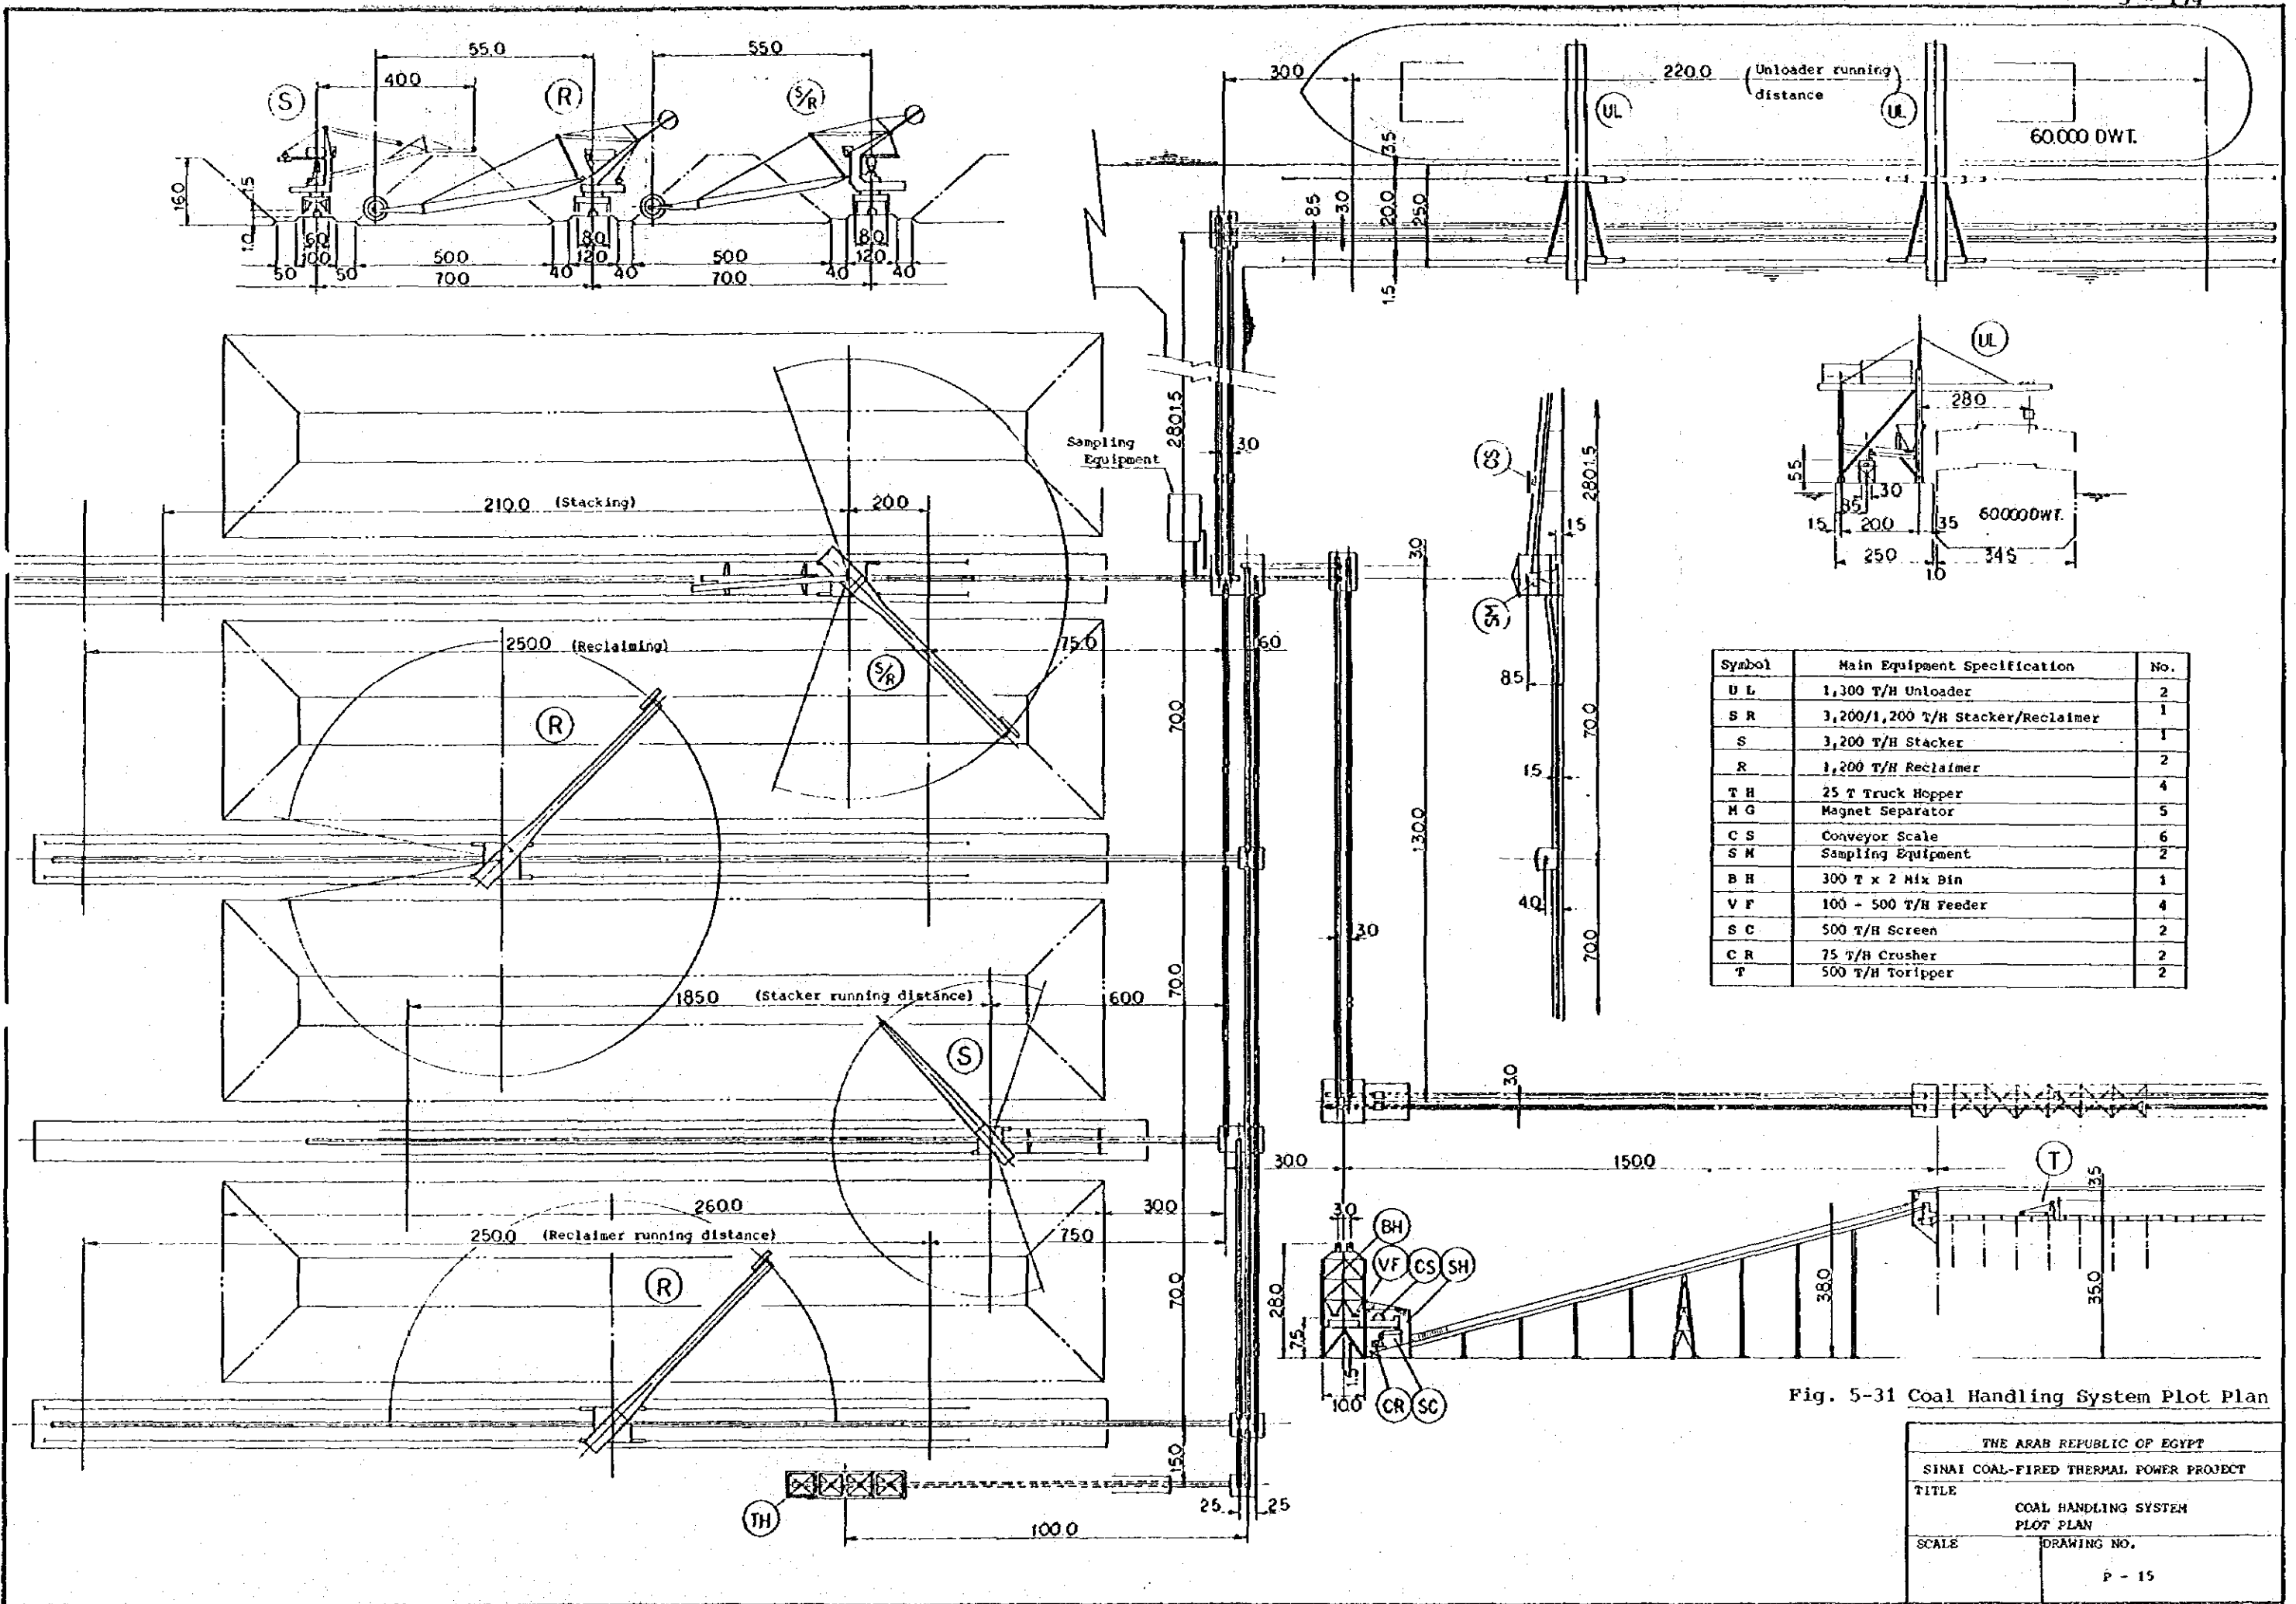 55.0
55.0
40.0
S
R
S/R
16.0
1.5
1.0
6.0
10.0
8.0
12.0
8.0
12.0
5.0
5.0
50.0
4.0
4.0
50.0
4.0
4.0
70.0
70.0
30.0
220.0 (Unloader running distance)
UL
UL
60.000 DWT.
3.5
8.5
3.0
20.0
25.0
1.5
UL
28.0
5.5
3.0
8.5
1.5
20.0
3.5
60000DWT.
25.0
1.0
34.5
2801.5
3.0
Sampling
Equipment
210.0 (Stacking)
20.0
250.0 (Reclaiming)
75.0
6.0
S/R
R
70.0
CS
2801.5
1.5
SM
8.5
70.0
1.5
4.0
70.0
3.0
130.0
3.0
Symbol Main Equipment Specification No.
U L 1,300 T/H Unloader 2
S R 3,200/1,200 T/H Stacker/Reclaimer 1
S 3,200 T/H Stacker 1
R 1,200 T/H Reclaimer 2
T H 25 T Truck Hopper 4
M G Magnet Separator 5
C S Conveyor Scale 6
S M Sampling Equipment 2
B H 300 T x 2 Mix Bin 1
V F 100 - 500 T/H Feeder 4
S C 500 T/H Screen 2
C R 75 T/H Crusher 2
T 500 T/H Toripper 2
185.0 (Stacker running distance)
60.0
70.0
S
3.0
30.0
150.0
T
3.5
260.0
30.0
250.0 (Reclaimer running distance)
75.0
R
70.0
3.0
BH
VF
CS
SH
28.0
7.5
1.5
10.0
CR
SC
38.0
35.0
15.0
TH
2.5
2.5
100.0
Fig. 5-31 Coal Handling System Plot Plan
THE ARAB REPUBLIC OF EGYPT
SINAI COAL-FIRED THERMAL POWER PROJECT
TITLE
COAL HANDLING SYSTEM
PLOT PLAN
SCALE
DRAWING NO.
P - 15